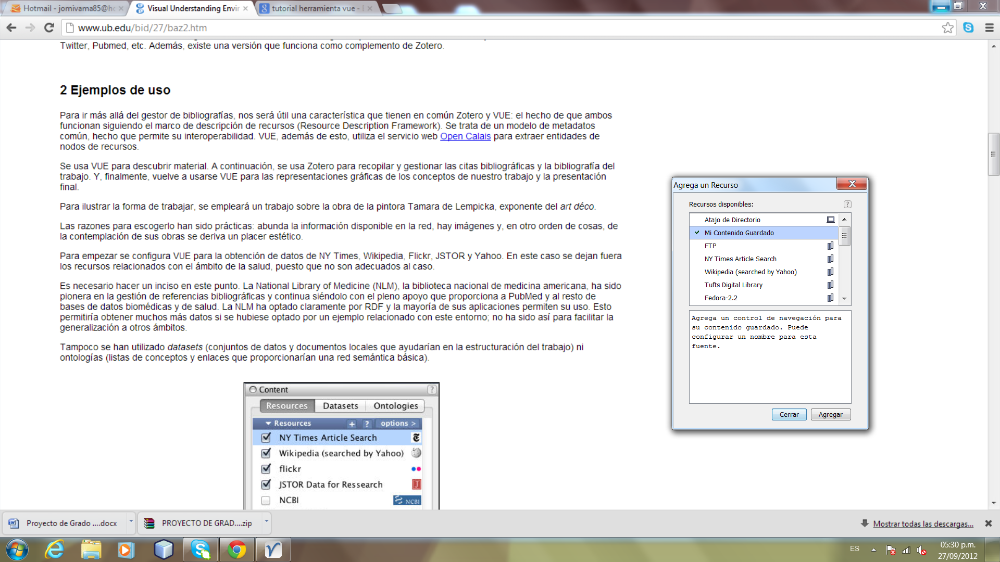 Hotmail - jomivama85@h
Visual Understanding Envir
tutorial herramienta vue -
www.ub.edu/bid/27/baz2.htm
Twitter, Pubmed, etc. Además, existe una versión que funciona como complemento de Zotero.
2 Ejemplos de uso
Para ir más allá del gestor de bibliografías, nos será útil una característica que tienen en común Zotero y VUE: el hecho de que ambos
funcionan siguiendo el marco de descripción de recursos (Resource Description Framework). Se trata de un modelo de metadatos
común, hecho que permite su interoperabilidad. VUE, además de esto, utiliza el servicio web Open Calais para extraer entidades de
nodos de recursos.
Se usa VUE para descubrir material. A continuación, se usa Zotero para recopilar y gestionar las citas bibliográficas y la bibliografía del
trabajo. Y, finalmente, vuelve a usarse VUE para las representaciones gráficas de los conceptos de nuestro trabajo y la presentación
final.
Para ilustrar la forma de trabajar, se empleará un trabajo sobre la obra de la pintora Tamara de Lempicka, exponente del art déco.
Las razones para escogerlo han sido prácticas: abunda la información disponible en la red, hay imágenes y, en otro orden de cosas, de
la contemplación de sus obras se deriva un placer estético.
Para empezar se configura VUE para la obtención de datos de NY Times, Wikipedia, Flickr, JSTOR y Yahoo. En este caso se dejan fuera
los recursos relacionados con el ámbito de la salud, puesto que no son adecuados al caso.
Es necesario hacer un inciso en este punto. La National Library of Medicine (NLM), la biblioteca nacional de medicina americana, ha sido
pionera en la gestión de referencias bibliográficas y continua siéndolo con el pleno apoyo que proporciona a PubMed y al resto de
bases de datos biomédicas y de salud. La NLM ha optado claramente por RDF y la mayoría de sus aplicaciones permiten su uso. Esto
permitiría obtener muchos más datos si se hubiese optado por un ejemplo relacionado con este entorno; no ha sido así para facilitar la
generalización a otros ámbitos.
Tampoco se han utilizado datasets (conjuntos de datos y documentos locales que ayudarían en la estructuración del trabajo) ni
ontologías (listas de conceptos y enlaces que proporcionarían una red semántica básica).
Content ?
Resources Datasets Ontologies
Resources + ? options >
NY Times Article Search
Wikipedia (searched by Yahoo)
flickr
JSTOR Data for Ressearch J
NCBI NCBI
Agrega un Recurso
Recursos disponibles: ?
Atajo de Directorio
Mi Contenido Guardado
FTP
NY Times Article Search
Wikipedia (searched by Yahoo)
Tufts Digital Library
Fedora-2.2
Agrega un control de navegación para
su contenido guardado. Puede
configurar un nombre para esta
fuente.
Cerrar Agregar
Proyecto de Grado ....docx
PROYECTO DE GRAD....zip
Mostrar todas las descargas...
ES
05:30 p.m.
27/09/2012